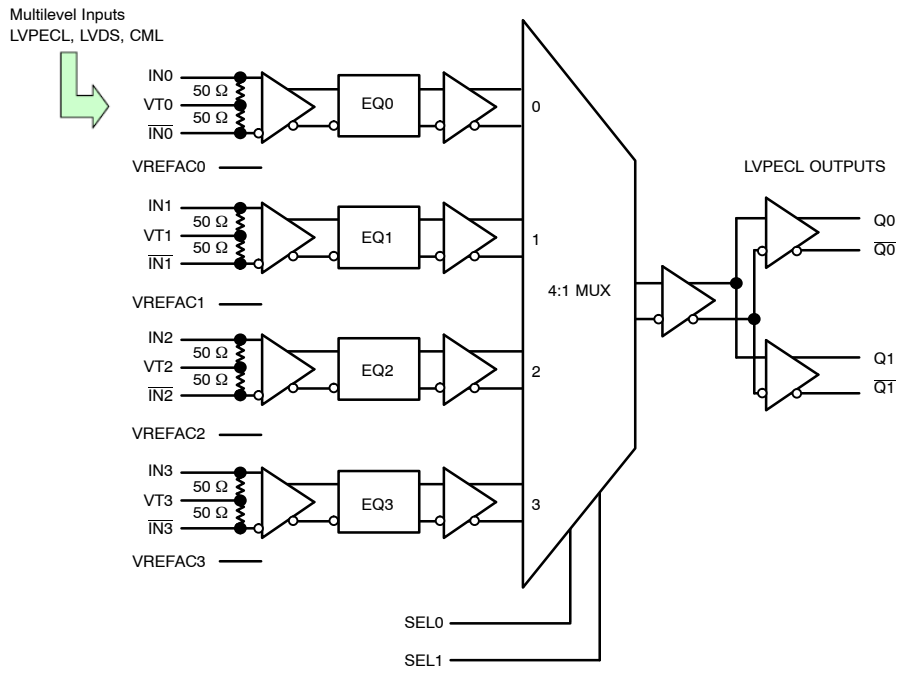 Multilevel Inputs
LVPECL, LVDS, CML
IN0
50 Ω
VT0
50 Ω
IN0
VREFAC0
EQ0
0
IN1
50 Ω
VT1
50 Ω
IN1
VREFAC1
EQ1
1
IN2
50 Ω
VT2
50 Ω
IN2
VREFAC2
EQ2
2
IN3
50 Ω
VT3
50 Ω
IN3
VREFAC3
EQ3
3
4:1 MUX
SEL0
SEL1
LVPECL OUTPUTS
Q0
Q0
Q1
Q1